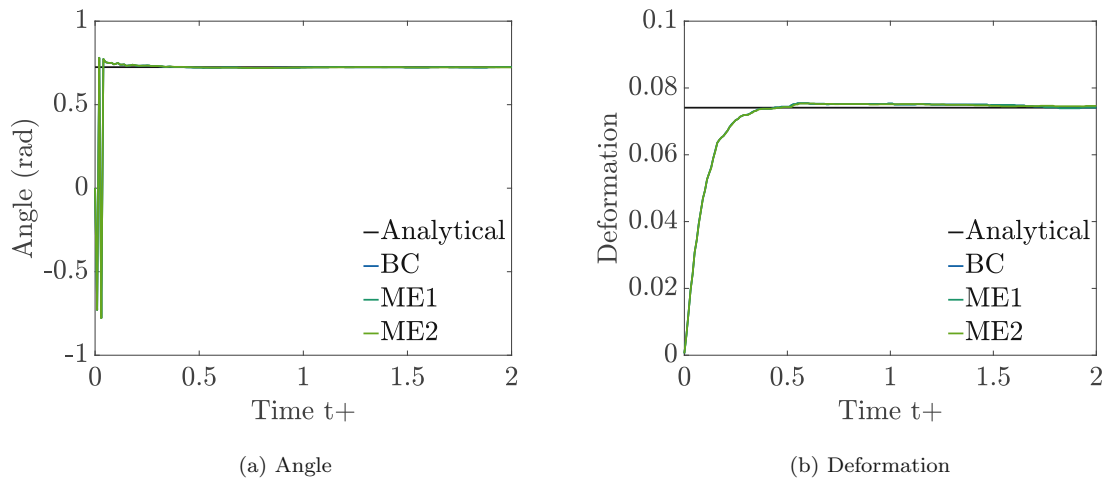 1
0.5
0
-0.5
-1
0
0.5
1
1.5
2
Angle (rad)
Time t+
Analytical
BC
ME1
ME2
(a) Angle
0.1
0.08
0.06
0.04
0.02
0
0
0.5
1
1.5
2
Deformation
Time t+
Analytical
BC
ME1
ME2
(b) Deformation